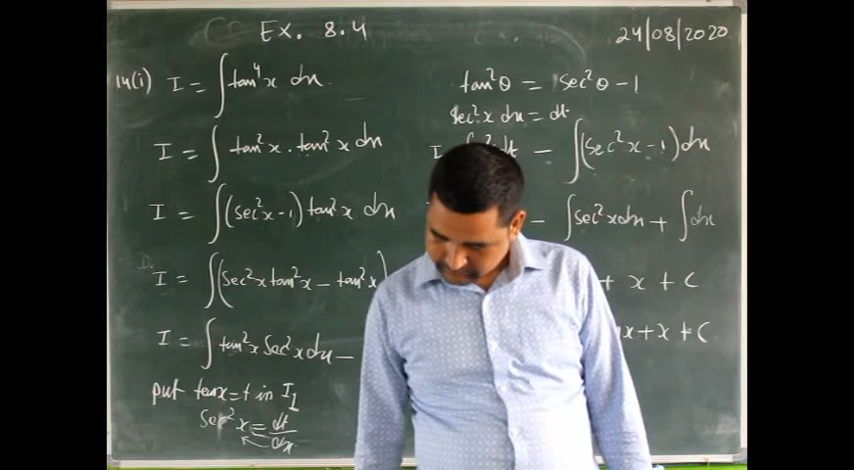 Ex. 8.4
24/08/2020
14(i) I = ∫ tan⁴x dx
I = ∫ tan²x . tan²x dx
I = ∫ (sec²x - 1) tan²x dx
I = ∫ (sec²x tan²x - tan²x)
I = ∫ tan²x sec²x dx -
put tanx = t in I₁
sec²x = dt/dx
tan²θ = sec²θ - 1
sec²x dx = dt
I dt - ∫ (sec²x - 1) dx
- ∫ sec²x dx + ∫ dx
+ x + c
x + x + c